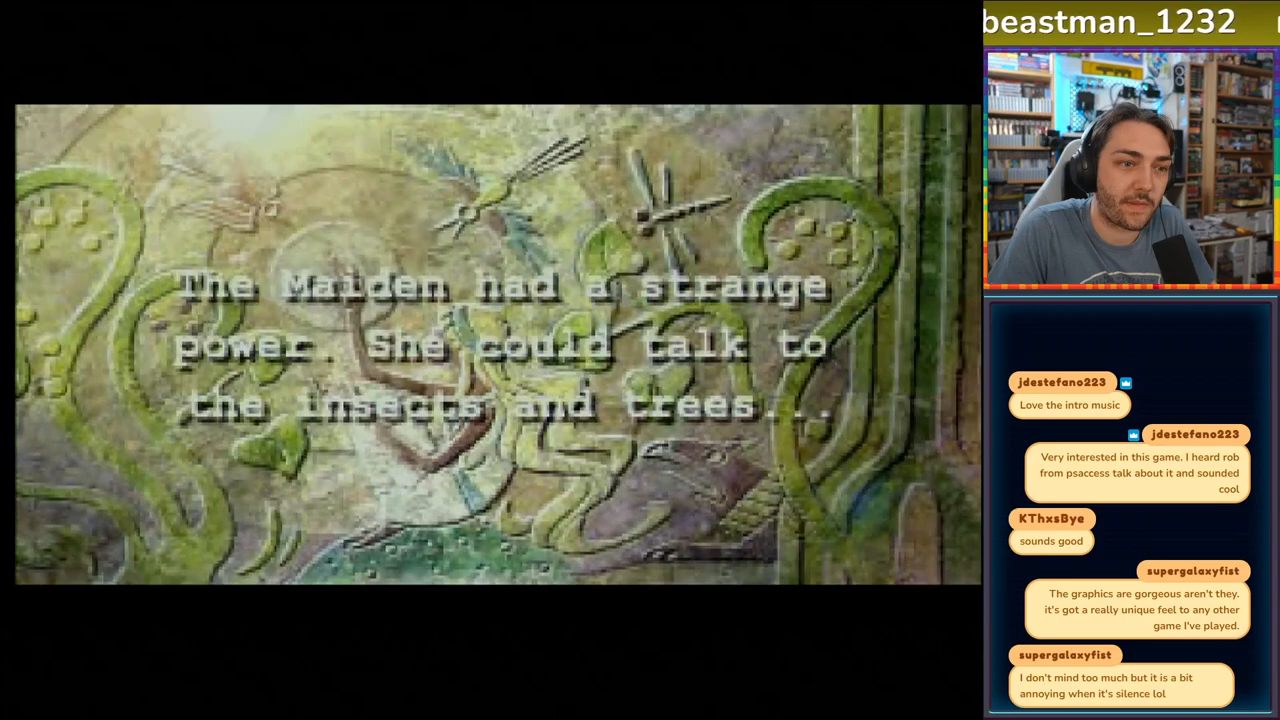 beastman_1232
The Maiden had a strange
power. She could talk to
the insects and trees...
jdestefano223
Love the intro music
jdestefano223
Very interested in this game. I heard rob
from psaccess talk about it and sounded
cool
KThxsBye
sounds good
supergalaxyfist
The graphics are gorgeous aren't they.
it's got a really unique feel to any other
game I've played.
supergalaxyfist
I don't mind too much but it is a bit
annoying when it's silence lol